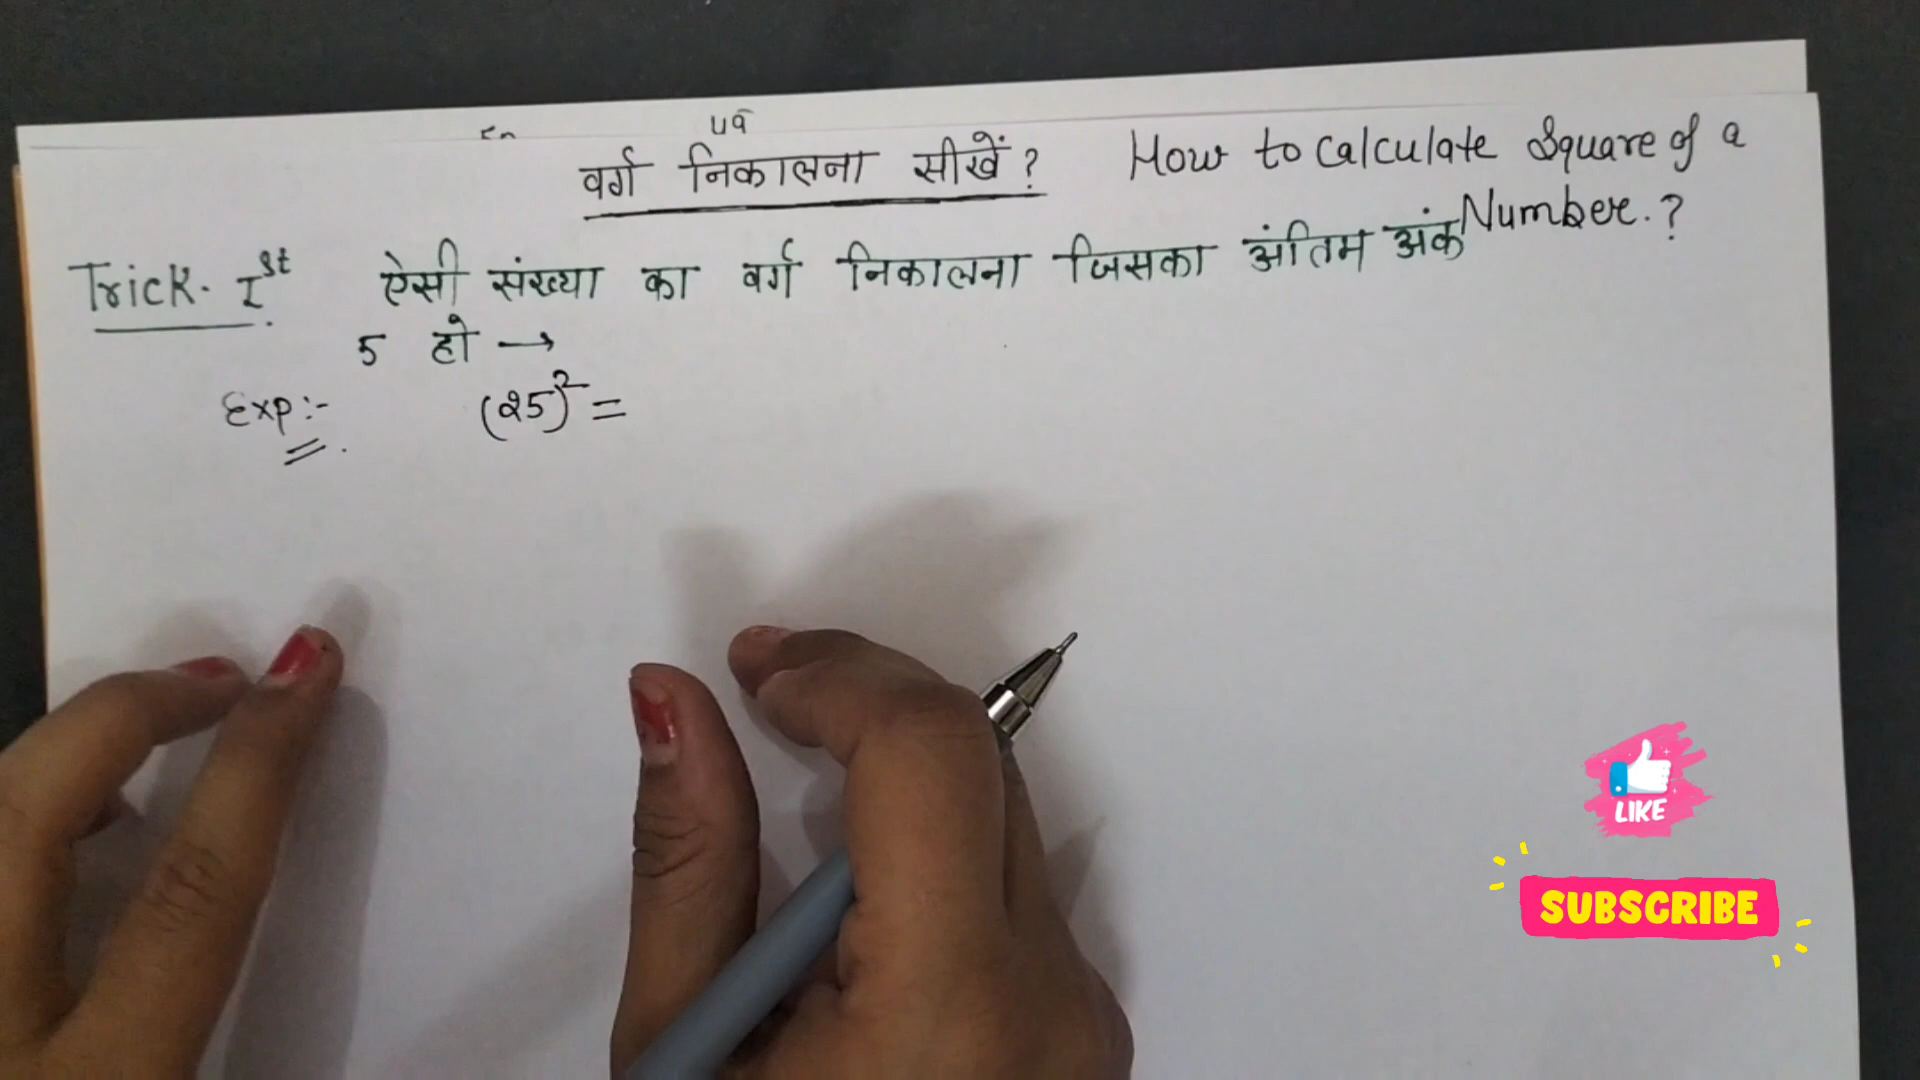 वर्ग निकालना सीखें? How to Calculate Square of a
Number.?
Trick. Ist ऐसी संख्या का वर्ग निकालना जिसका अंतिम अंक
5 हो →
Exp:- (25)² =
LIKE
SUBSCRIBE